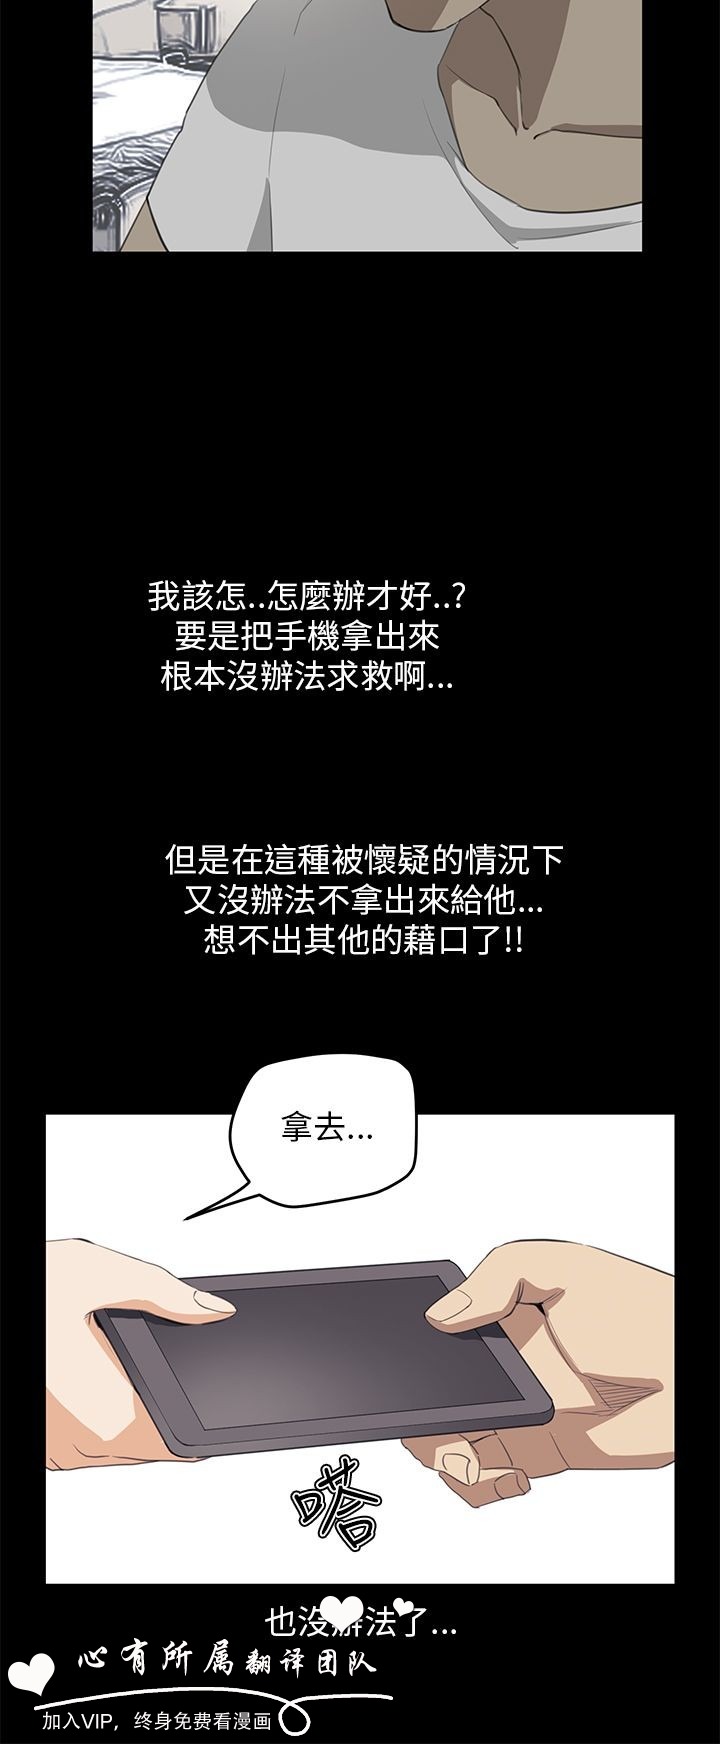 我該怎..怎麼辦才好..?
要是把手機拿出來
根本沒辦法求救啊...
但是在這種被懷疑的情況下
又沒辦法不拿出來給他...
想不出其他的藉口了!!
拿去...
嗒
也沒辦法了...
心有所属翻译团队
加入VIP，终身免费看漫画